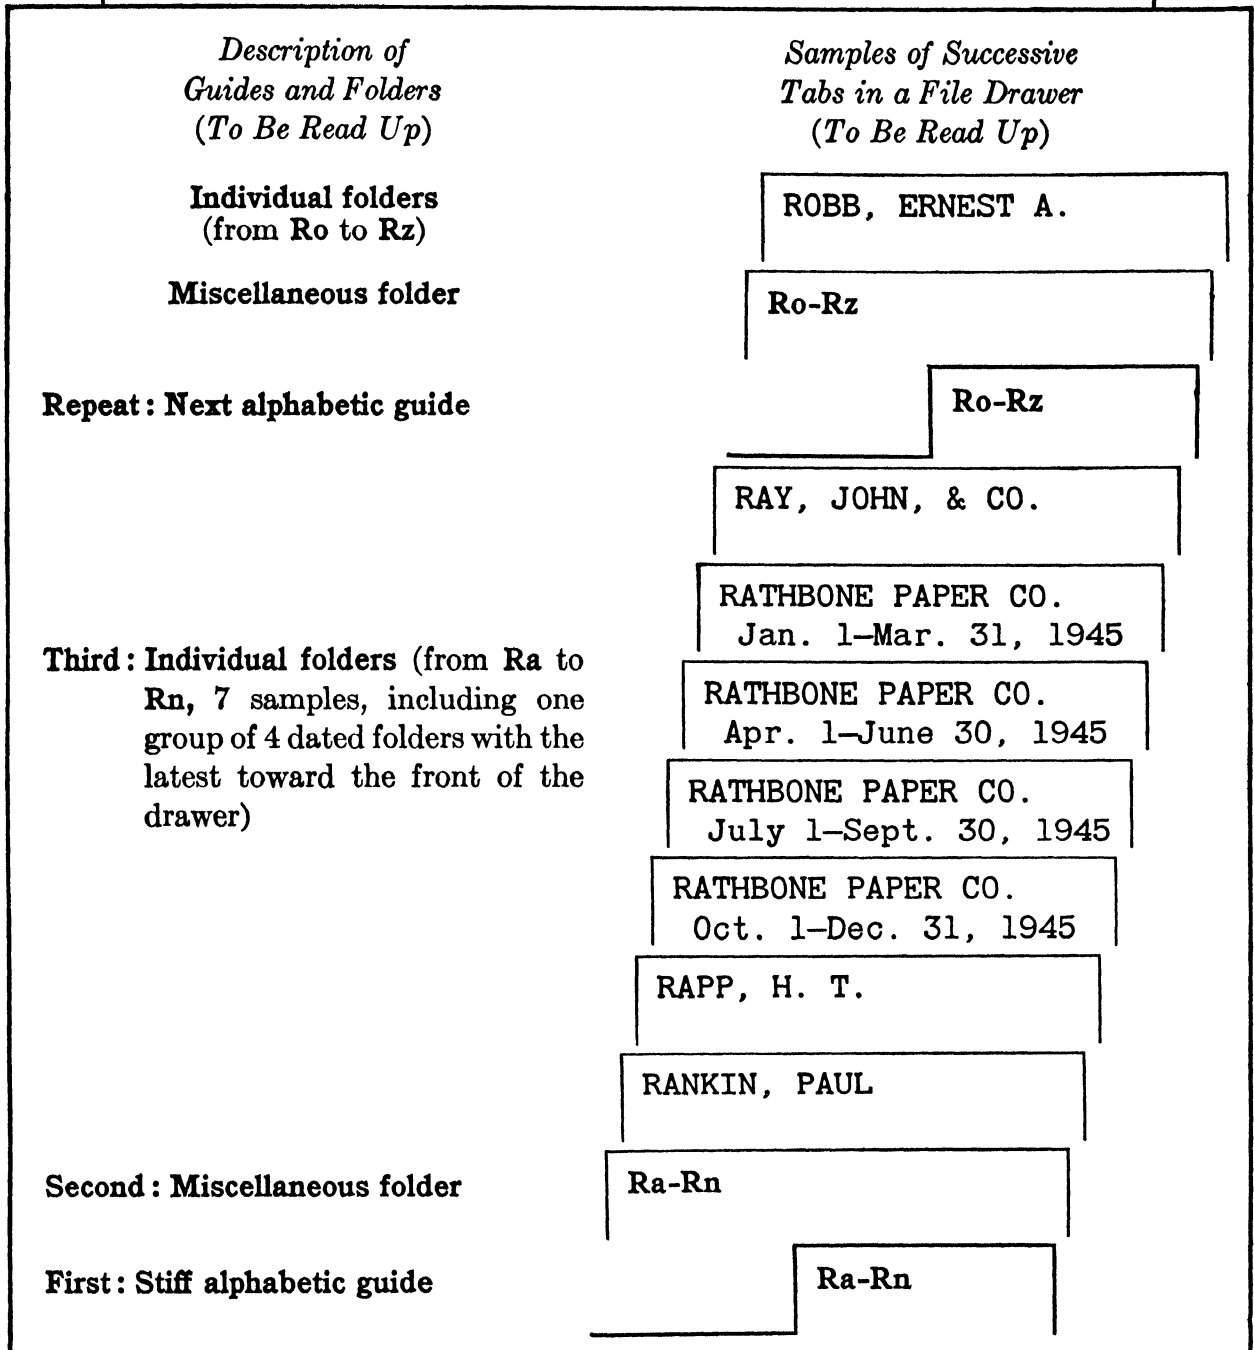 Description of
Guides and Folders
(To Be Read Up)
Samples of Successive
Tabs in a File Drawer
(To Be Read Up)
Individual folders
(from Ro to Rz)
ROBB, ERNEST A.
Miscellaneous folder
Ro-Rz
Repeat: Next alphabetic guide
Ro-Rz
RAY, JOHN, & CO.
RATHBONE PAPER CO.
Jan. 1–Mar. 31, 1945
Third: Individual folders (from Ra to
Rn, 7 samples, including one
group of 4 dated folders with the
latest toward the front of the
drawer)
RATHBONE PAPER CO.
Apr. 1–June 30, 1945
RATHBONE PAPER CO.
July 1–Sept. 30, 1945
RATHBONE PAPER CO.
Oct. 1–Dec. 31, 1945
RAPP, H. T.
RANKIN, PAUL
Second: Miscellaneous folder
Ra-Rn
First: Stiff alphabetic guide
Ra-Rn